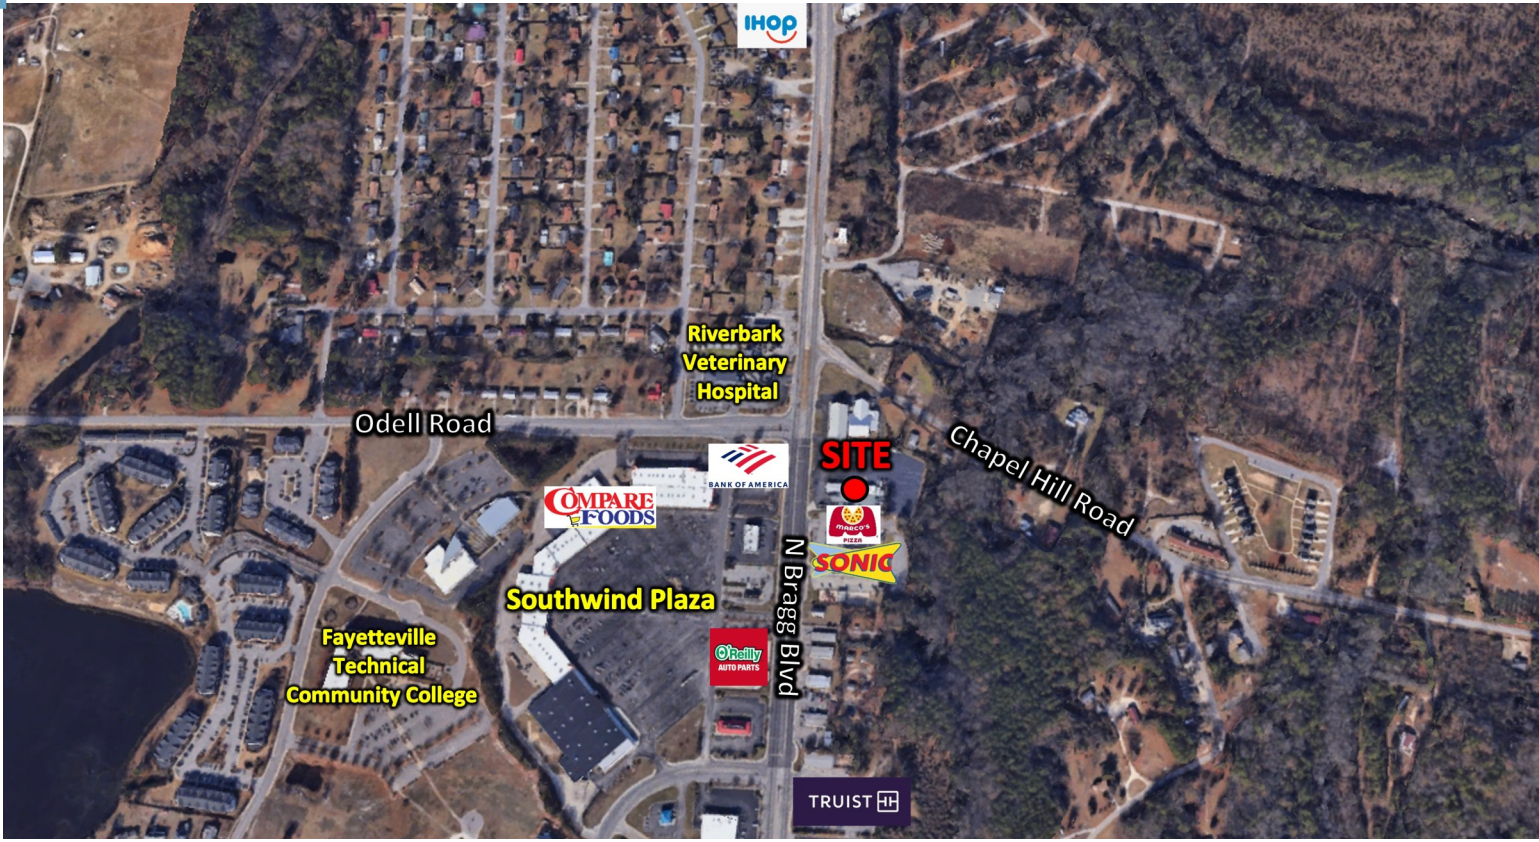 IHOP
Riverbark
Veterinary
Hospital
Odell Road
BANK OF AMERICA
SITE
Chapel Hill Road
COMPARE
FOODS
MARCO'S
PIZZA
SONIC
N Bragg Blvd
Southwind Plaza
Fayetteville
Technical
Community College
O'Reilly
AUTO PARTS
TRUIST